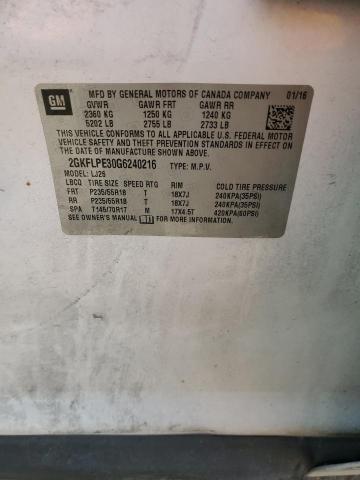 GM
MFD BY GENERAL MOTORS OF CANADA COMPANY 01/16
GVWR GAWR FRT GAWR RR
2360 KG 1250 KG 1240 KG
5202 LB 2755 LB 2733 LB
THIS VEHICLE CONFORMS TO ALL APPLICABLE U.S. FEDERAL MOTOR
VEHICLE SAFETY AND THEFT PREVENTION STANDARDS IN EFFECT ON
THE DATE OF MANUFACTURE SHOWN ABOVE.
2GKFLPE30G6240216 TYPE: M.P.V.
LJ26
LBCQ TIRE SIZE SPEED RTG RIM COLD TIRE PRESSURE
FRT P235/55R18 T 18X7J 240KPA(35PSI)
RR P235/55R18 T 18X7J 240KPA(35PSI)
SPA T145/70R17 M 17X4.5T 420KPA(60PSI)
SEE OWNER'S MANUAL FOR MORE INFORMATION.